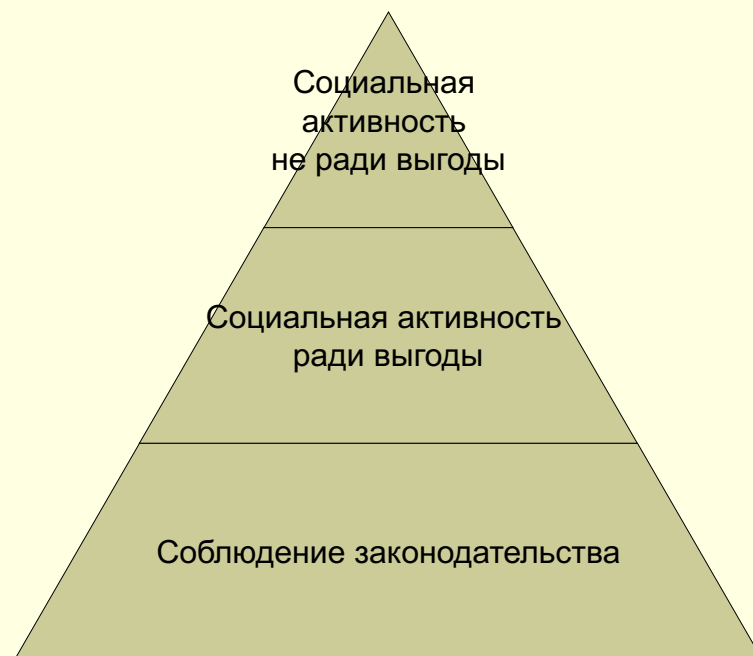 Социальная
активность
не ради выгоды
Социальная активность
ради выгоды
Соблюдение законодательства